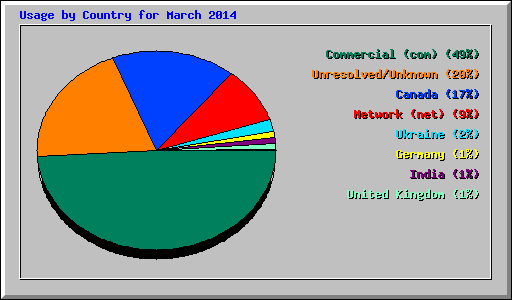 Usage by Country for March 2014
Commercial (com) (49%)
Unresolved/Unknown (20%)
Canada (17%)
Network (net) (9%)
Ukraine (2%)
Germany (1%)
India (1%)
United Kingdom (1%)